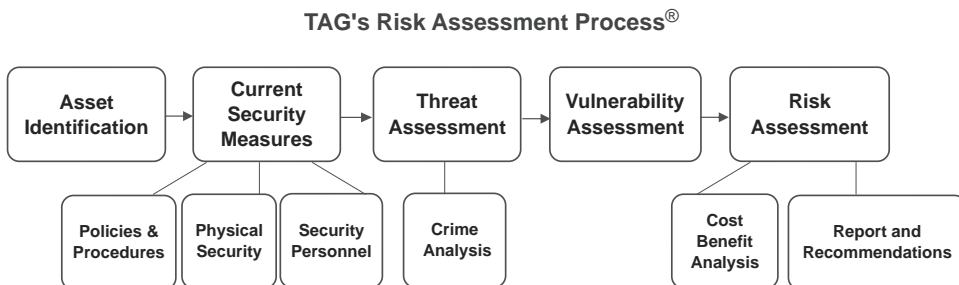 TAG's Risk Assessment Process®
Asset
Identification
Current
Security
Measures
Threat
Assessment
Vulnerability
Assessment
Risk
Assessment
Policies &
Procedures
Physical
Security
Security
Personnel
Crime
Analysis
Cost
Benefit
Analysis
Report and
Recommendations